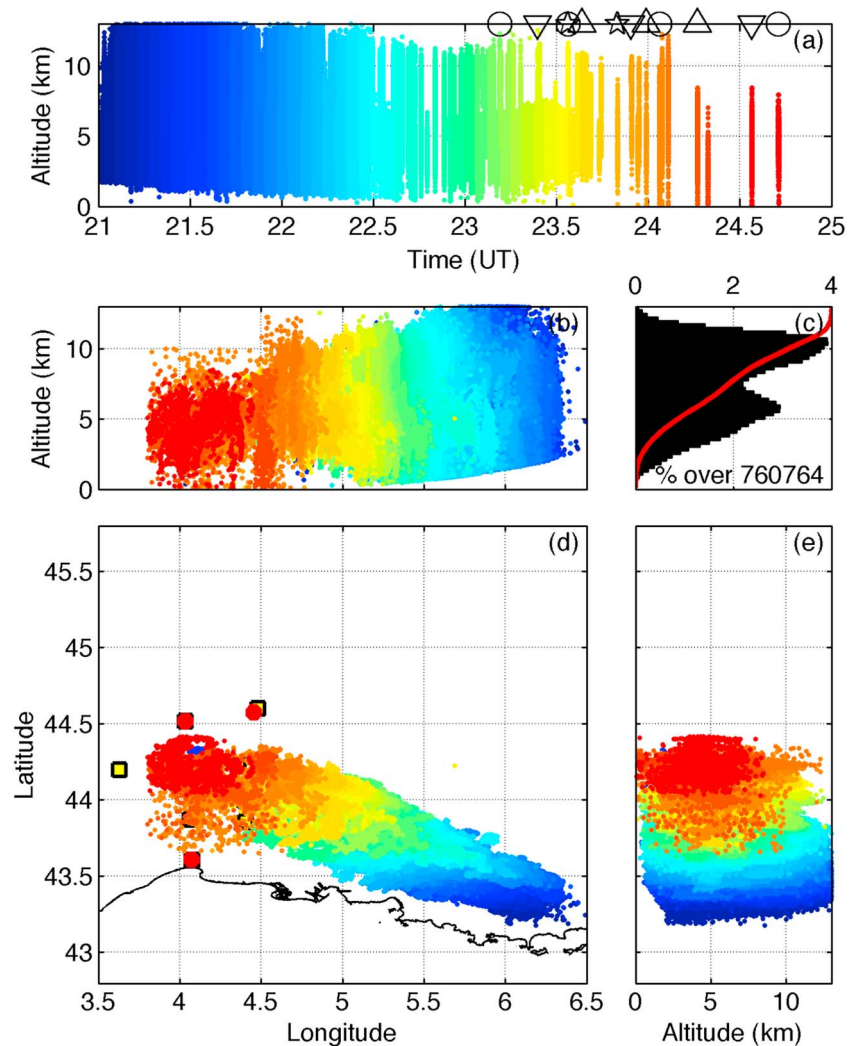 (a)
Altitude (km)
10
5
0
21 21.5 22 22.5 23 23.5 24 24.5 25
Time (UT)
0 2 4
(b) (c)
Altitude (km)
10
5
0
% over 760764
(d) (e)
Latitude
45.5
45
44.5
44
43.5
43
3.5 4 4.5 5 5.5 6 6.5 0 5 10
Longitude Altitude (km)